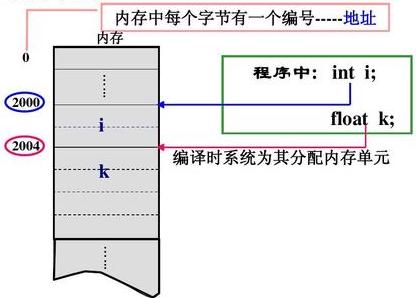 内存中每个字节有一个编号-----地址
内存
0
程序中: int i;
2000
i
float k;
2004
编译时系统为其分配内存单元
k